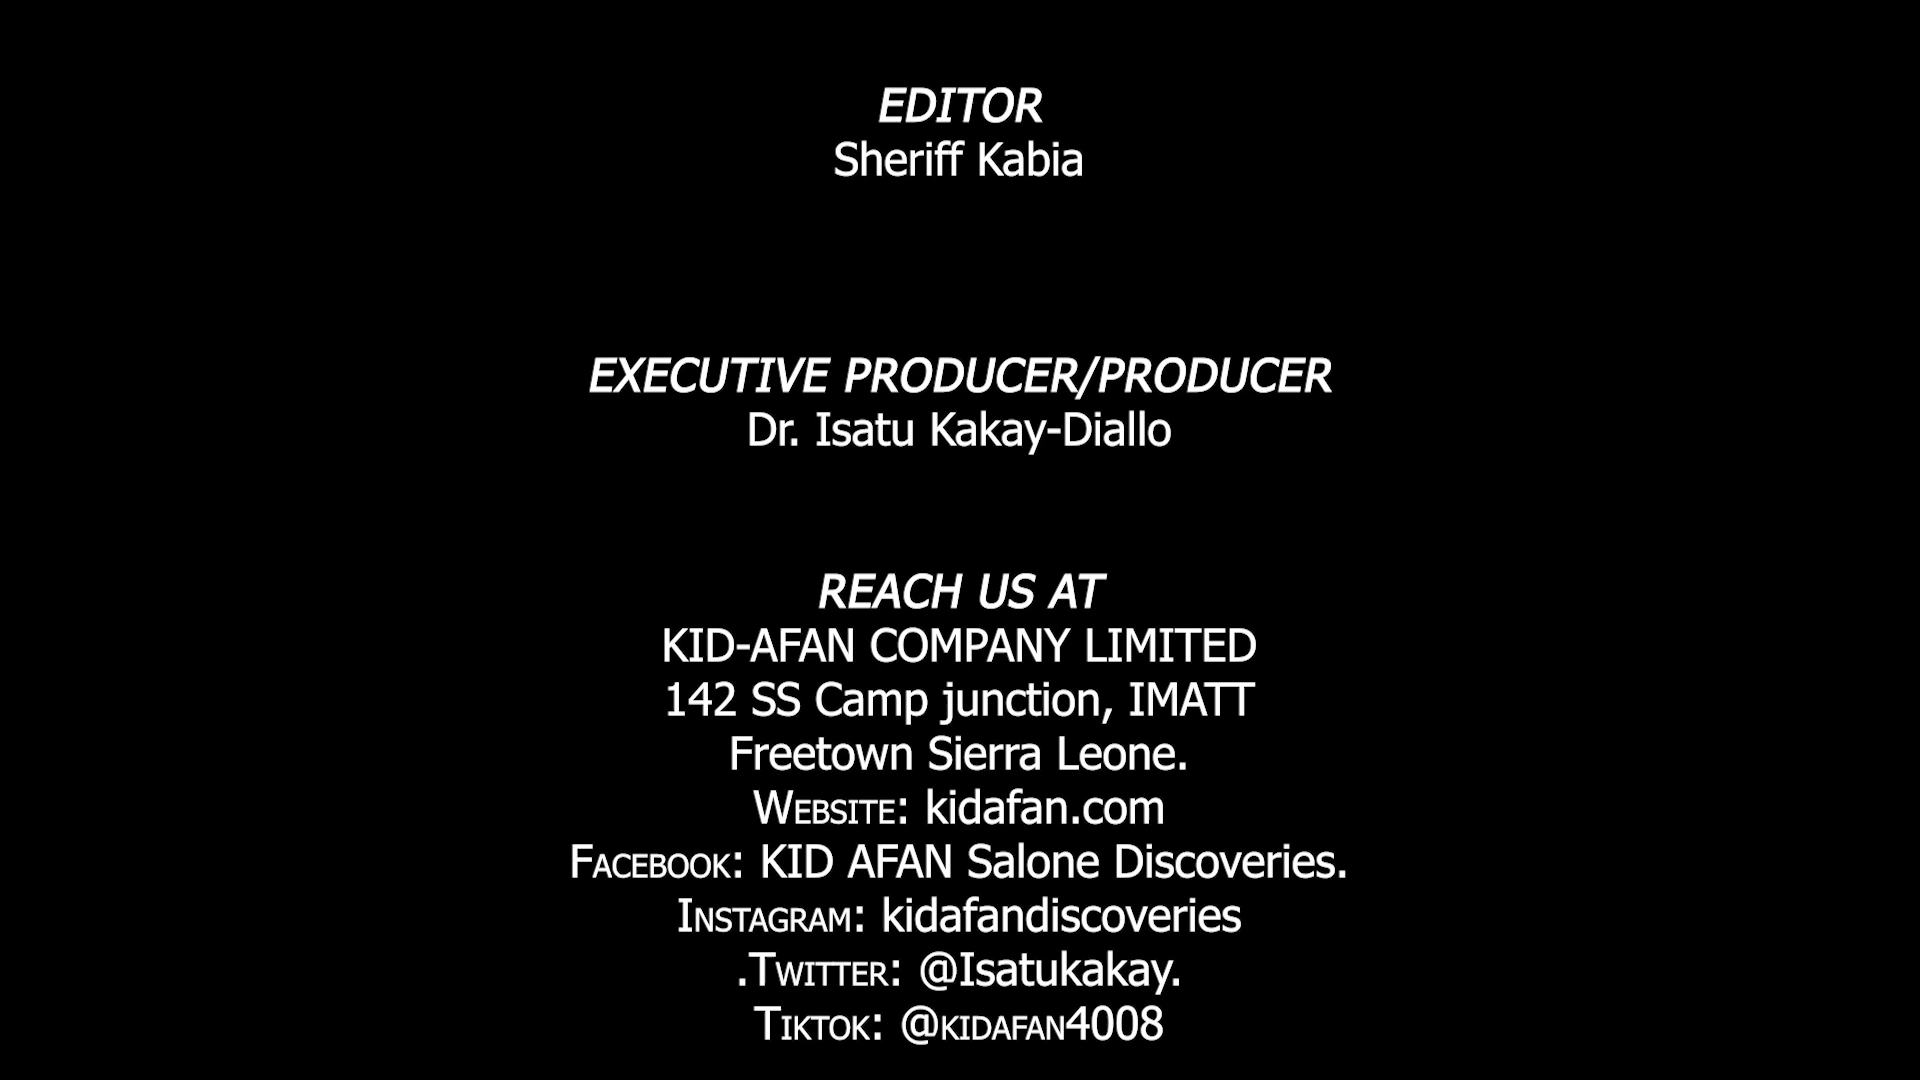 EDITOR
Sheriff Kabia
EXECUTIVE PRODUCER/PRODUCER
Dr. Isatu Kakay-Diallo
REACH US AT
KID-AFAN COMPANY LIMITED
142 SS Camp junction, IMATT
Freetown Sierra Leone.
Website: kidafan.com
Facebook: KID AFAN Salone Discoveries.
Instagram: kidafandiscoveries
.Twitter: @Isatukakay.
Tiktok: @kidafan4008